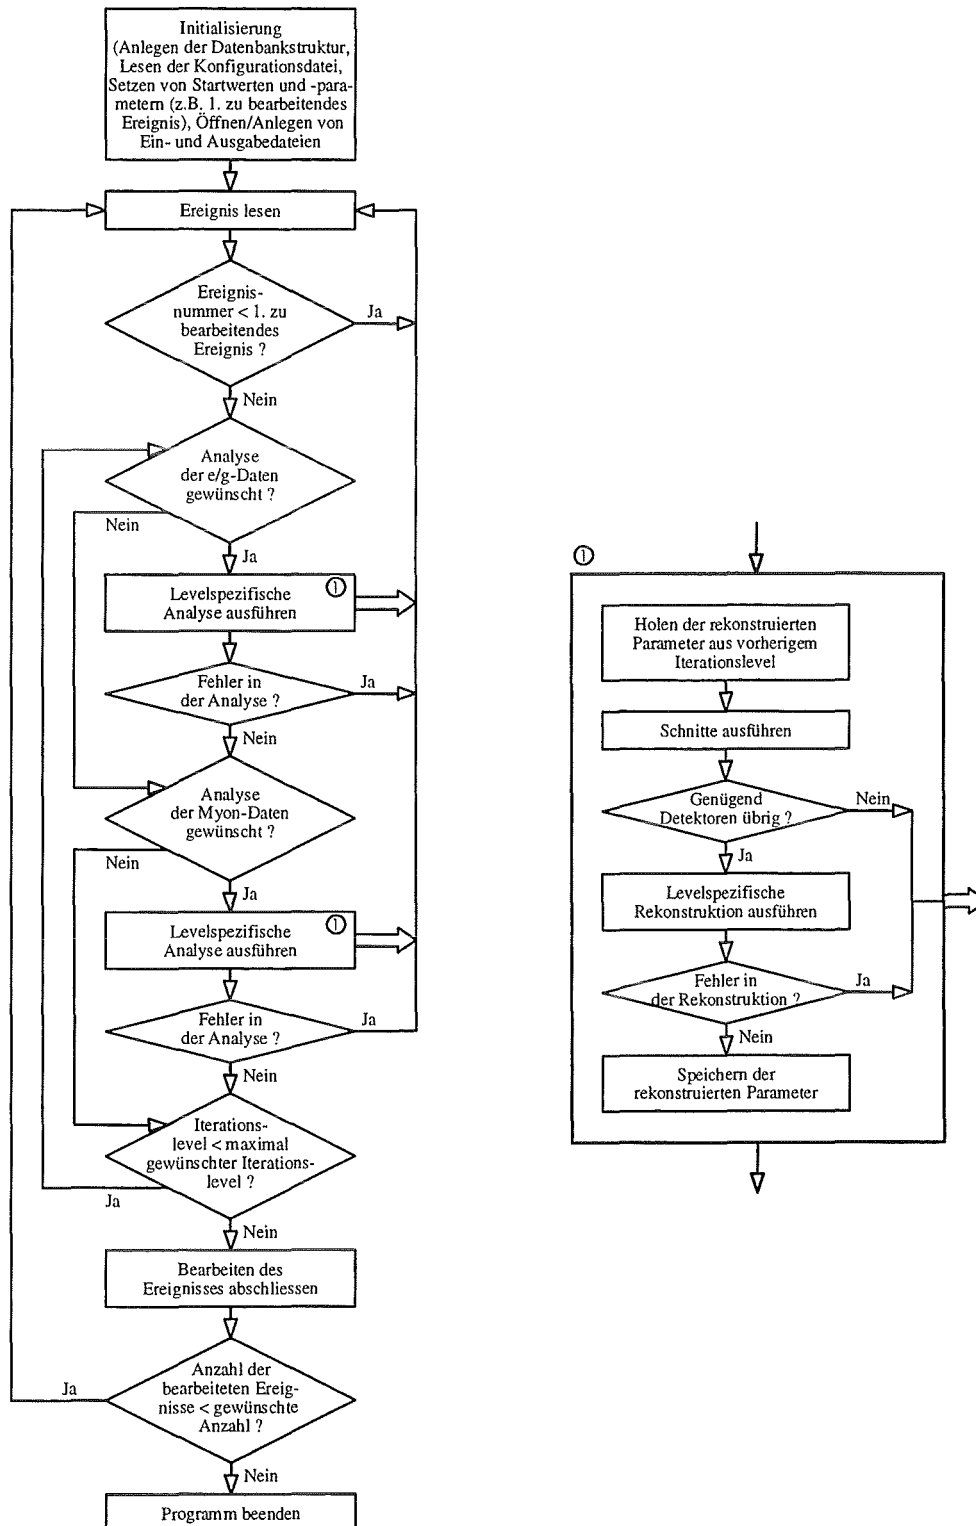 Initialisierung
(Anlegen der Datenbankstruktur,
Lesen der Konfigurationsdatei,
Setzen von Startwerten und -para-
metern (z.B. 1. zu bearbeitendes
Ereignis), Öffnen/Anlegen von
Ein- und Ausgabedateien
Ereignis lesen
Ereignis-
nummer < 1. zu
bearbeitendes
Ereignis ?
Ja
Nein
Analyse
der e/g-Daten
gewünscht ?
Nein
Ja
Levelspezifische
Analyse ausführen
1
Fehler in
der Analyse ?
Ja
Nein
Analyse
der Myon-Daten
gewünscht ?
Nein
Ja
Levelspezifische
Analyse ausführen
1
Fehler in
der Analyse ?
Ja
Nein
Iterations-
level < maximal
gewünschter Iterations-
level ?
Ja
Nein
Bearbeiten des
Ereignisses abschliessen
Anzahl der
bearbeiteten Ereig-
nisse < gewünschte
Anzahl ?
Ja
Nein
Programm beenden
1
Holen der rekonstruierten
Parameter aus vorherigem
Iterationslevel
Schnitte ausführen
Genügend
Detektoren übrig ?
Nein
Ja
Levelspezifische
Rekonstruktion ausführen
Fehler in
der Rekonstruktion ?
Ja
Nein
Speichern der
rekonstruierten Parameter